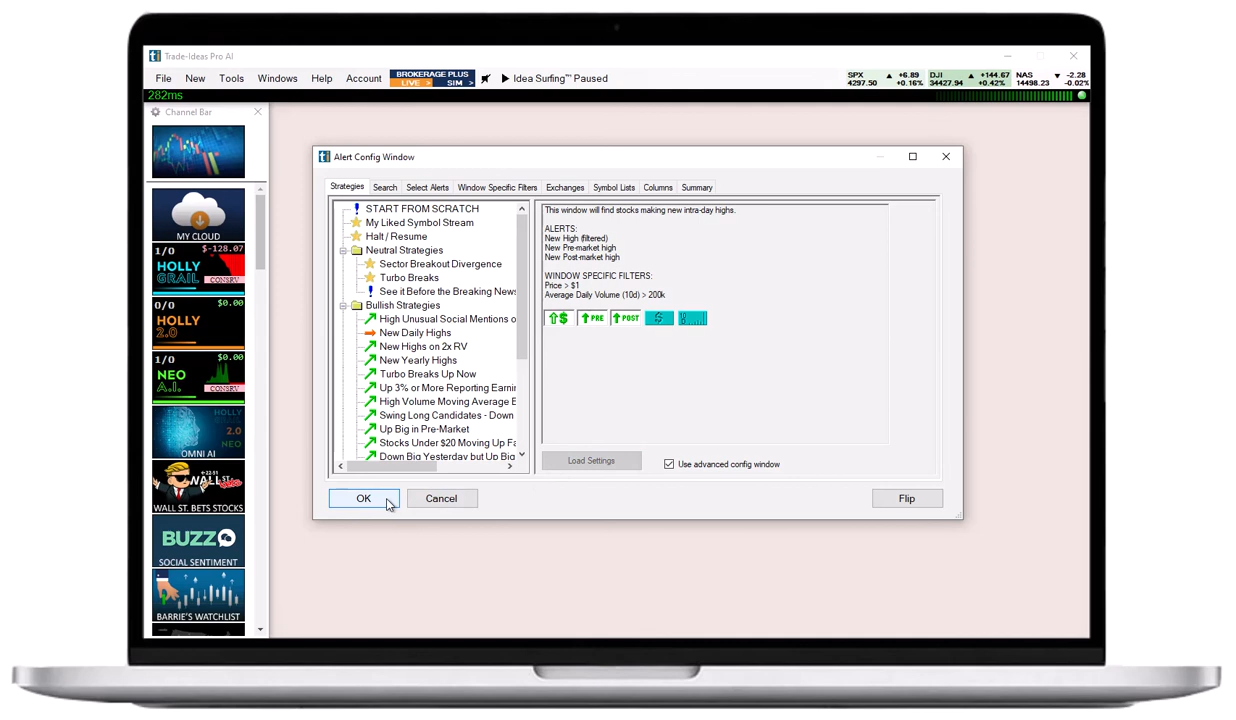 ti Trade-Ideas Pro AI
File New Tools Windows Help Account BROKERAGE PLUS LIVE > SIM > Idea Surfing™ Paused
SPX +6.89 DJI +144.67 NAS -2.28
4297.50 +0.16% 34427.94 +0.42% 14498.23 -0.02%
282ms
Channel Bar
MY CLOUD
1/0 $-128.07
HOLLY
GRAIL CONSRV
0/0 $0.00
HOLLY
2.0
1/0 $0.00
NEO
A.I. CONSRV
HOLLY
2.0
NEO
OMNI AI
WALL ST. BETS STOCKS
BUZZ
SOCIAL SENTIMENT
BARRIE'S WATCHLIST
ti Alert Config Window
Strategies Search Select Alerts Window Specific Filters Exchanges Symbol Lists Columns Summary
START FROM SCRATCH
My Liked Symbol Stream
Halt / Resume
Neutral Strategies
Sector Breakout Divergence
Turbo Breaks
See it Before the Breaking News
Bullish Strategies
High Unusual Social Mentions o
New Daily Highs
New Highs on 2x RV
New Yearly Highs
Turbo Breaks Up Now
Up 3% or More Reporting Earnin
High Volume Moving Average
Swing Long Candidates - Down
Up Big in Pre-Market
Stocks Under $20 Moving Up Fa
Down Big Yesterday but Up Big
This window will find stocks making new intra-day highs.
ALERTS:
New High (filtered)
New Pre-market high
New Post-market high
WINDOW SPECIFIC FILTERS:
Price > $1
Average Daily Volume (10d) > 200k
$ PRE POST $
Load Settings
Use advanced config window
OK Cancel Flip